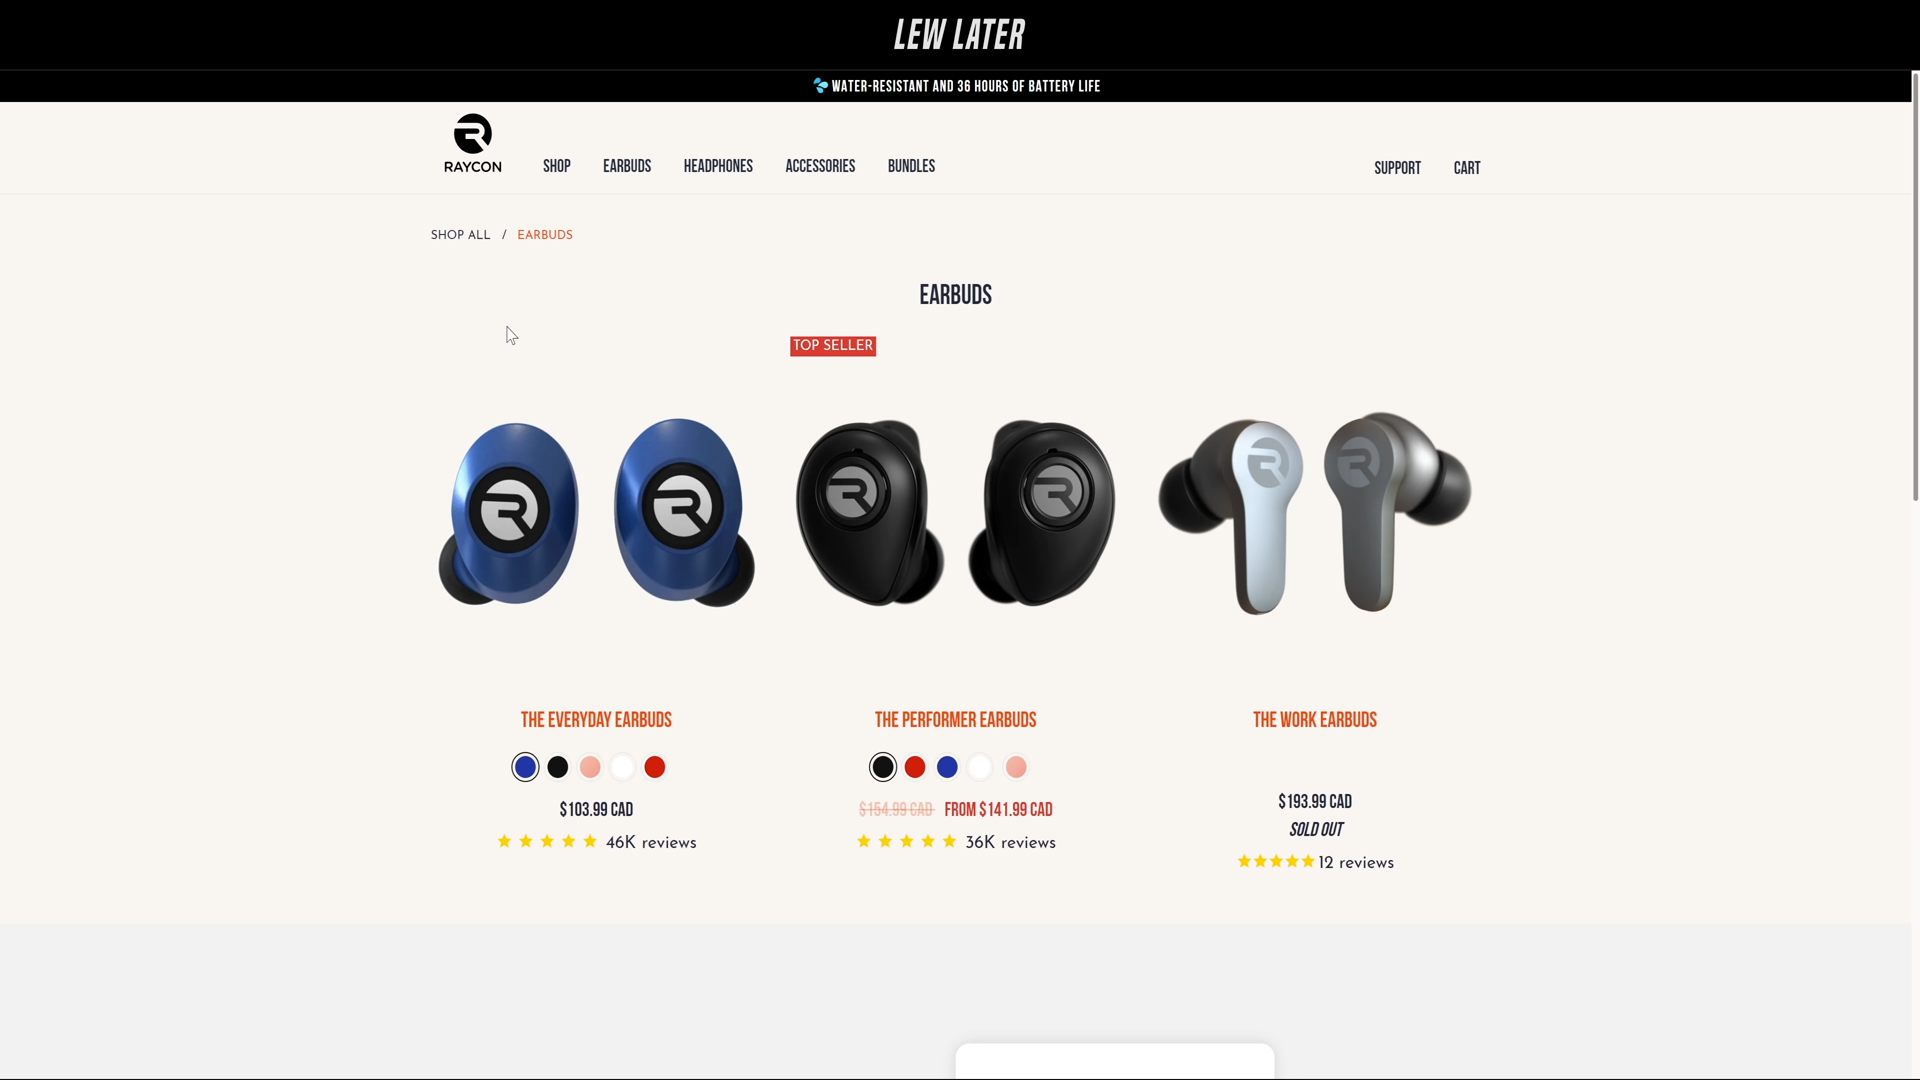 LEW LATER
WATER-RESISTANT AND 36 HOURS OF BATTERY LIFE
RAYCON
SHOP
EARBUDS
HEADPHONES
ACCESSORIES
BUNDLES
SUPPORT
CART
SHOP ALL / EARBUDS
EARBUDS
TOP SELLER
THE EVERYDAY EARBUDS
$103.99 CAD
46K reviews
THE PERFORMER EARBUDS
$154.99 CAD FROM $141.99 CAD
36K reviews
THE WORK EARBUDS
$193.99 CAD
SOLD OUT
12 reviews